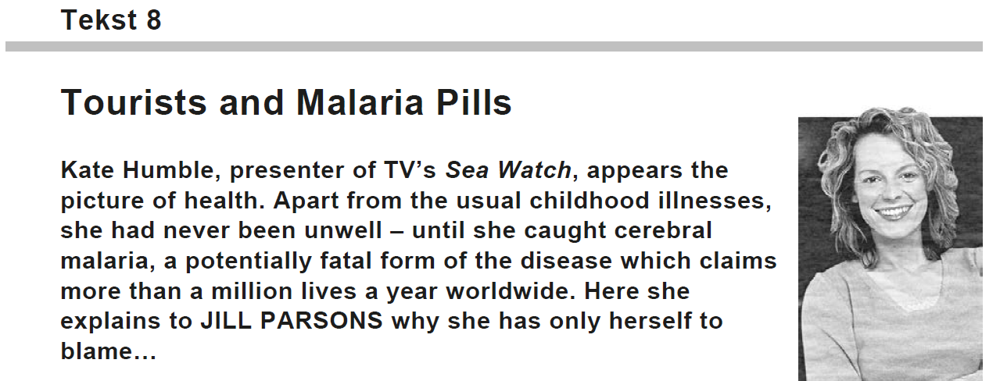 Tekst 8
Tourists and Malaria Pills
Kate Humble, presenter of TV’s Sea Watch, appears the
picture of health. Apart from the usual childhood illnesses,
she had never been unwell – until she caught cerebral
malaria, a potentially fatal form of the disease which claims
more than a million lives a year worldwide. Here she
explains to JILL PARSONS why she has only herself to
blame…